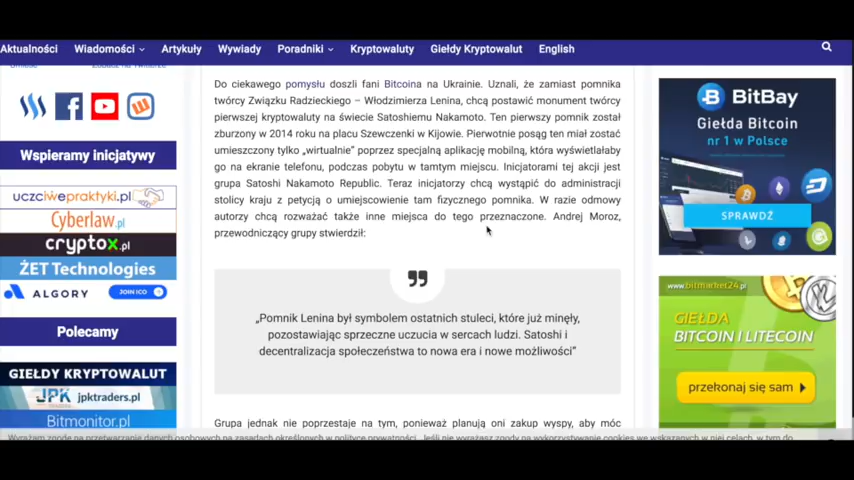 Aktualności Wiadomości Artykuły Wywiady Poradniki Kryptowaluty Giełdy Kryptowalut English
Wspieramy inicjatywy
uczciwepraktyki.pl
Cyberlaw.pl
cryptox.pl
ŻET Technologies
ALGORY JOIN ICO
Polecamy
GIEŁDY KRYPTOWALUT
JPK jpktraders.pl
Bitmonitor.pl
Do ciekawego pomysłu doszli fani Bitcoina na Ukrainie. Uznali, że zamiast pomnika
twórcy Związku Radzieckiego – Włodzimierza Lenina, chcą postawić monument twórcy
pierwszej kryptowaluty na świecie Satoshiemu Nakamoto. Ten pierwszy pomnik został
zburzony w 2014 roku na placu Szewczenki w Kijowie. Pierwotnie posąg ten miał zostać
umieszczony tylko „wirtualnie" poprzez specjalną aplikację mobilną, która wyświetlałaby
go na ekranie telefonu, podczas pobytu w tamtym miejscu. Inicjatorami tej akcji jest
grupa Satoshi Nakamoto Republic. Teraz inicjatorzy chcą wystąpić do administracji
stolicy kraju z petycją o umiejscowienie tam fizycznego pomnika. W razie odmowy
autorzy chcą rozważać także inne miejsca do tego przeznaczone. Andrej Moroz,
przewodniczący grupy stwierdził:
„Pomnik Lenina był symbolem ostatnich stuleci, które już minęły,
pozostawiając sprzeczne uczucia w sercach ludzi. Satoshi i
decentralizacja społeczeństwa to nowa era i nowe możliwości"
Grupa jednak nie poprzestaje na tym, ponieważ planują oni zakup wyspy, aby móc
BitBay
Giełda Bitcoin
nr 1 w Polsce
SPRAWDŹ
www.bitmarket24.pl
GIEŁDA
BITCOIN I LITECOIN
przekonaj się sam